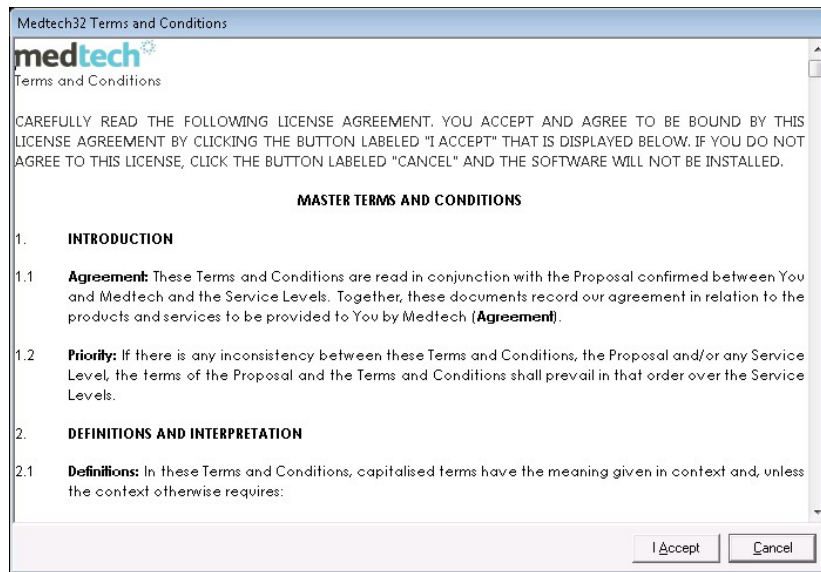 Medtech32 Terms and Conditions
medtech
Terms and Conditions
CAREFULLY READ THE FOLLOWING LICENSE AGREEMENT. YOU ACCEPT AND AGREE TO BE BOUND BY THIS
LICENSE AGREEMENT BY CLICKING THE BUTTON LABELED "I ACCEPT" THAT IS DISPLAYED BELOW. IF YOU DO NOT
AGREE TO THIS LICENSE, CLICK THE BUTTON LABELED "CANCEL" AND THE SOFTWARE WILL NOT BE INSTALLED.
MASTER TERMS AND CONDITIONS
1. INTRODUCTION
1.1 Agreement: These Terms and Conditions are read in conjunction with the Proposal confirmed between You
and Medtech and the Service Levels. Together, these documents record our agreement in relation to the
products and services to be provided to You by Medtech (Agreement).
1.2 Priority: If there is any inconsistency between these Terms and Conditions, the Proposal and/or any Service
Level, the terms of the Proposal and the Terms and Conditions shall prevail in that order over the Service
Levels.
2. DEFINITIONS AND INTERPRETATION
2.1 Definitions: In these Terms and Conditions, capitalised terms have the meaning given in context and, unless
the context otherwise requires:
I Accept Cancel